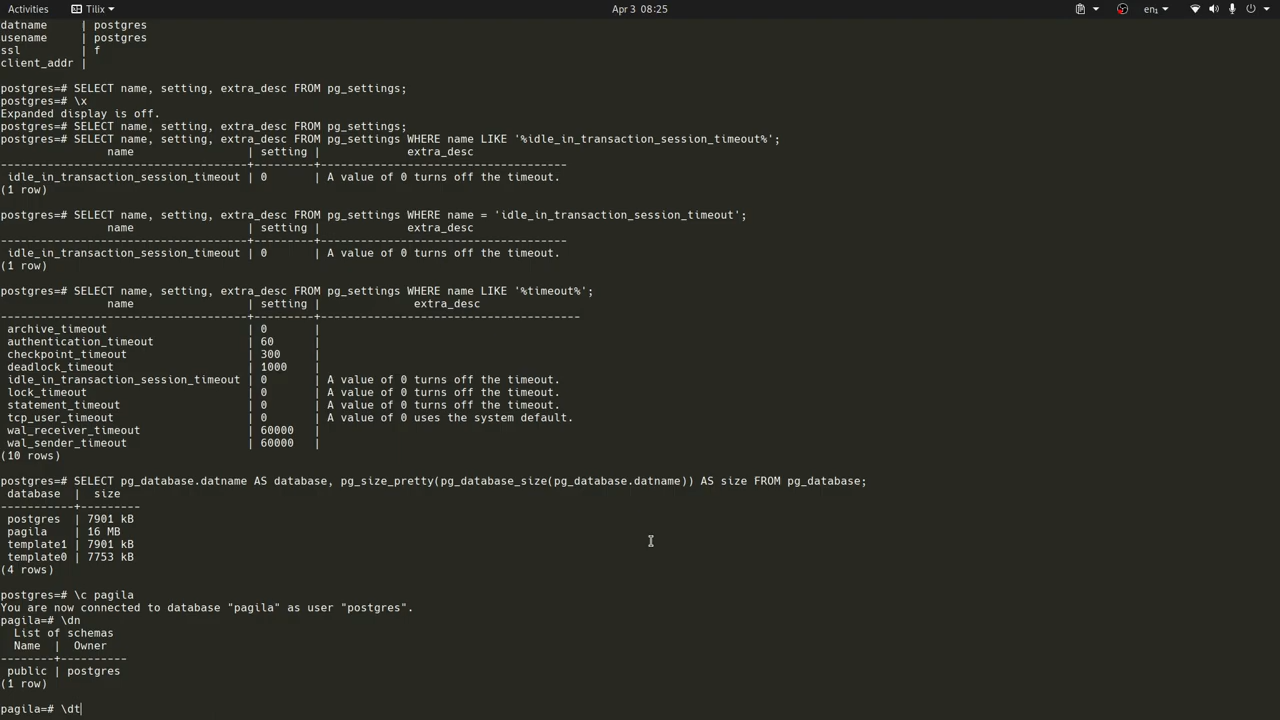 Activities Tilix Apr 3 08:25 en₁
datname | postgres
usename | postgres
ssl | f
client_addr |
postgres=# SELECT name, setting, extra_desc FROM pg_settings;
postgres=# \x
Expanded display is off.
postgres=# SELECT name, setting, extra_desc FROM pg_settings;
postgres=# SELECT name, setting, extra_desc FROM pg_settings WHERE name LIKE '%idle_in_transaction_session_timeout%';
name | setting | extra_desc
-------------------------------------+---------+-------------------------------------
idle_in_transaction_session_timeout | 0 | A value of 0 turns off the timeout.
(1 row)
postgres=# SELECT name, setting, extra_desc FROM pg_settings WHERE name = 'idle_in_transaction_session_timeout';
name | setting | extra_desc
-------------------------------------+---------+-------------------------------------
idle_in_transaction_session_timeout | 0 | A value of 0 turns off the timeout.
(1 row)
postgres=# SELECT name, setting, extra_desc FROM pg_settings WHERE name LIKE '%timeout%';
name | setting | extra_desc
-------------------------------------+---------+---------------------------------------
archive_timeout | 0 |
authentication_timeout | 60 |
checkpoint_timeout | 300 |
deadlock_timeout | 1000 |
idle_in_transaction_session_timeout | 0 | A value of 0 turns off the timeout.
lock_timeout | 0 | A value of 0 turns off the timeout.
statement_timeout | 0 | A value of 0 turns off the timeout.
tcp_user_timeout | 0 | A value of 0 uses the system default.
wal_receiver_timeout | 60000 |
wal_sender_timeout | 60000 |
(10 rows)
postgres=# SELECT pg_database.datname AS database, pg_size_pretty(pg_database_size(pg_database.datname)) AS size FROM pg_database;
database | size
-----------+---------
postgres | 7901 kB
pagila | 16 MB
template1 | 7901 kB
template0 | 7753 kB
(4 rows)
postgres=# \c pagila
You are now connected to database "pagila" as user "postgres".
pagila=# \dn
List of schemas
Name | Owner
--------+----------
public | postgres
(1 row)
pagila=# \dt